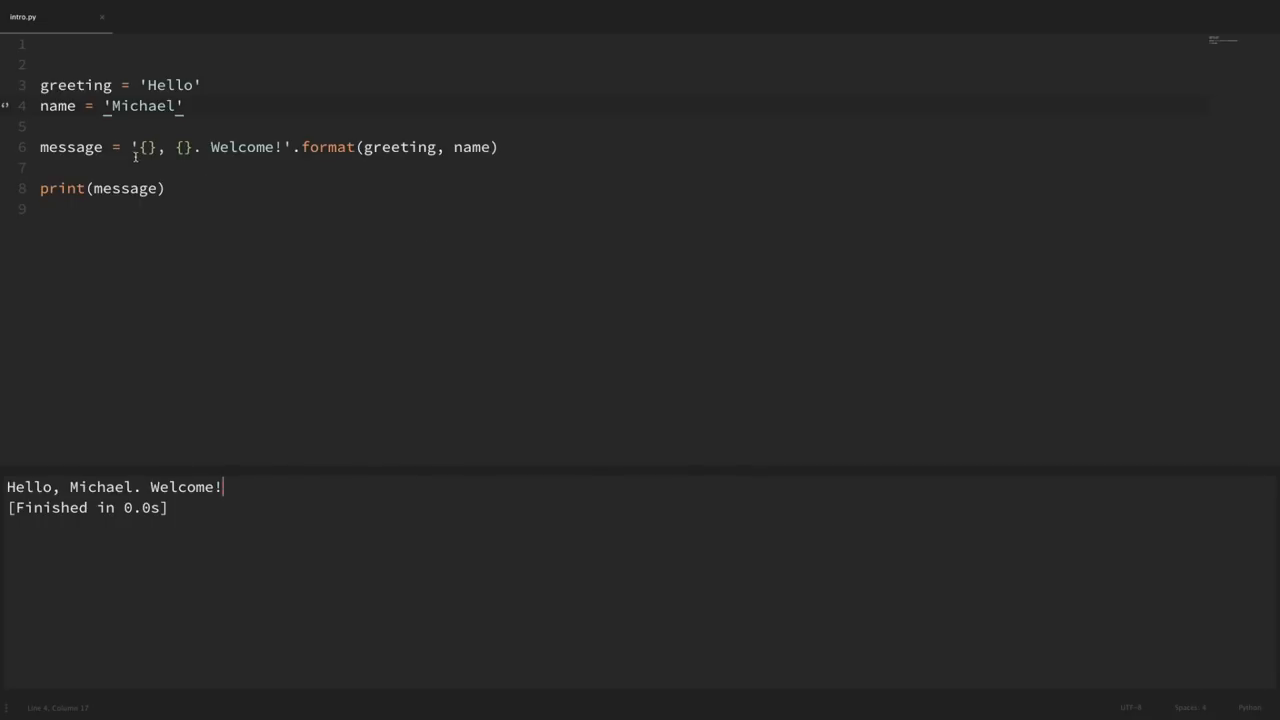 intro.py ×
1
2
3 greeting = 'Hello'
4 name = 'Michael'
5
6 message = '{}, {}. Welcome!'.format(greeting, name)
7
8 print(message)
9
Hello, Michael. Welcome!
[Finished in 0.0s]
Line 4, Column 17 UTF-8 Spaces: 4 Python